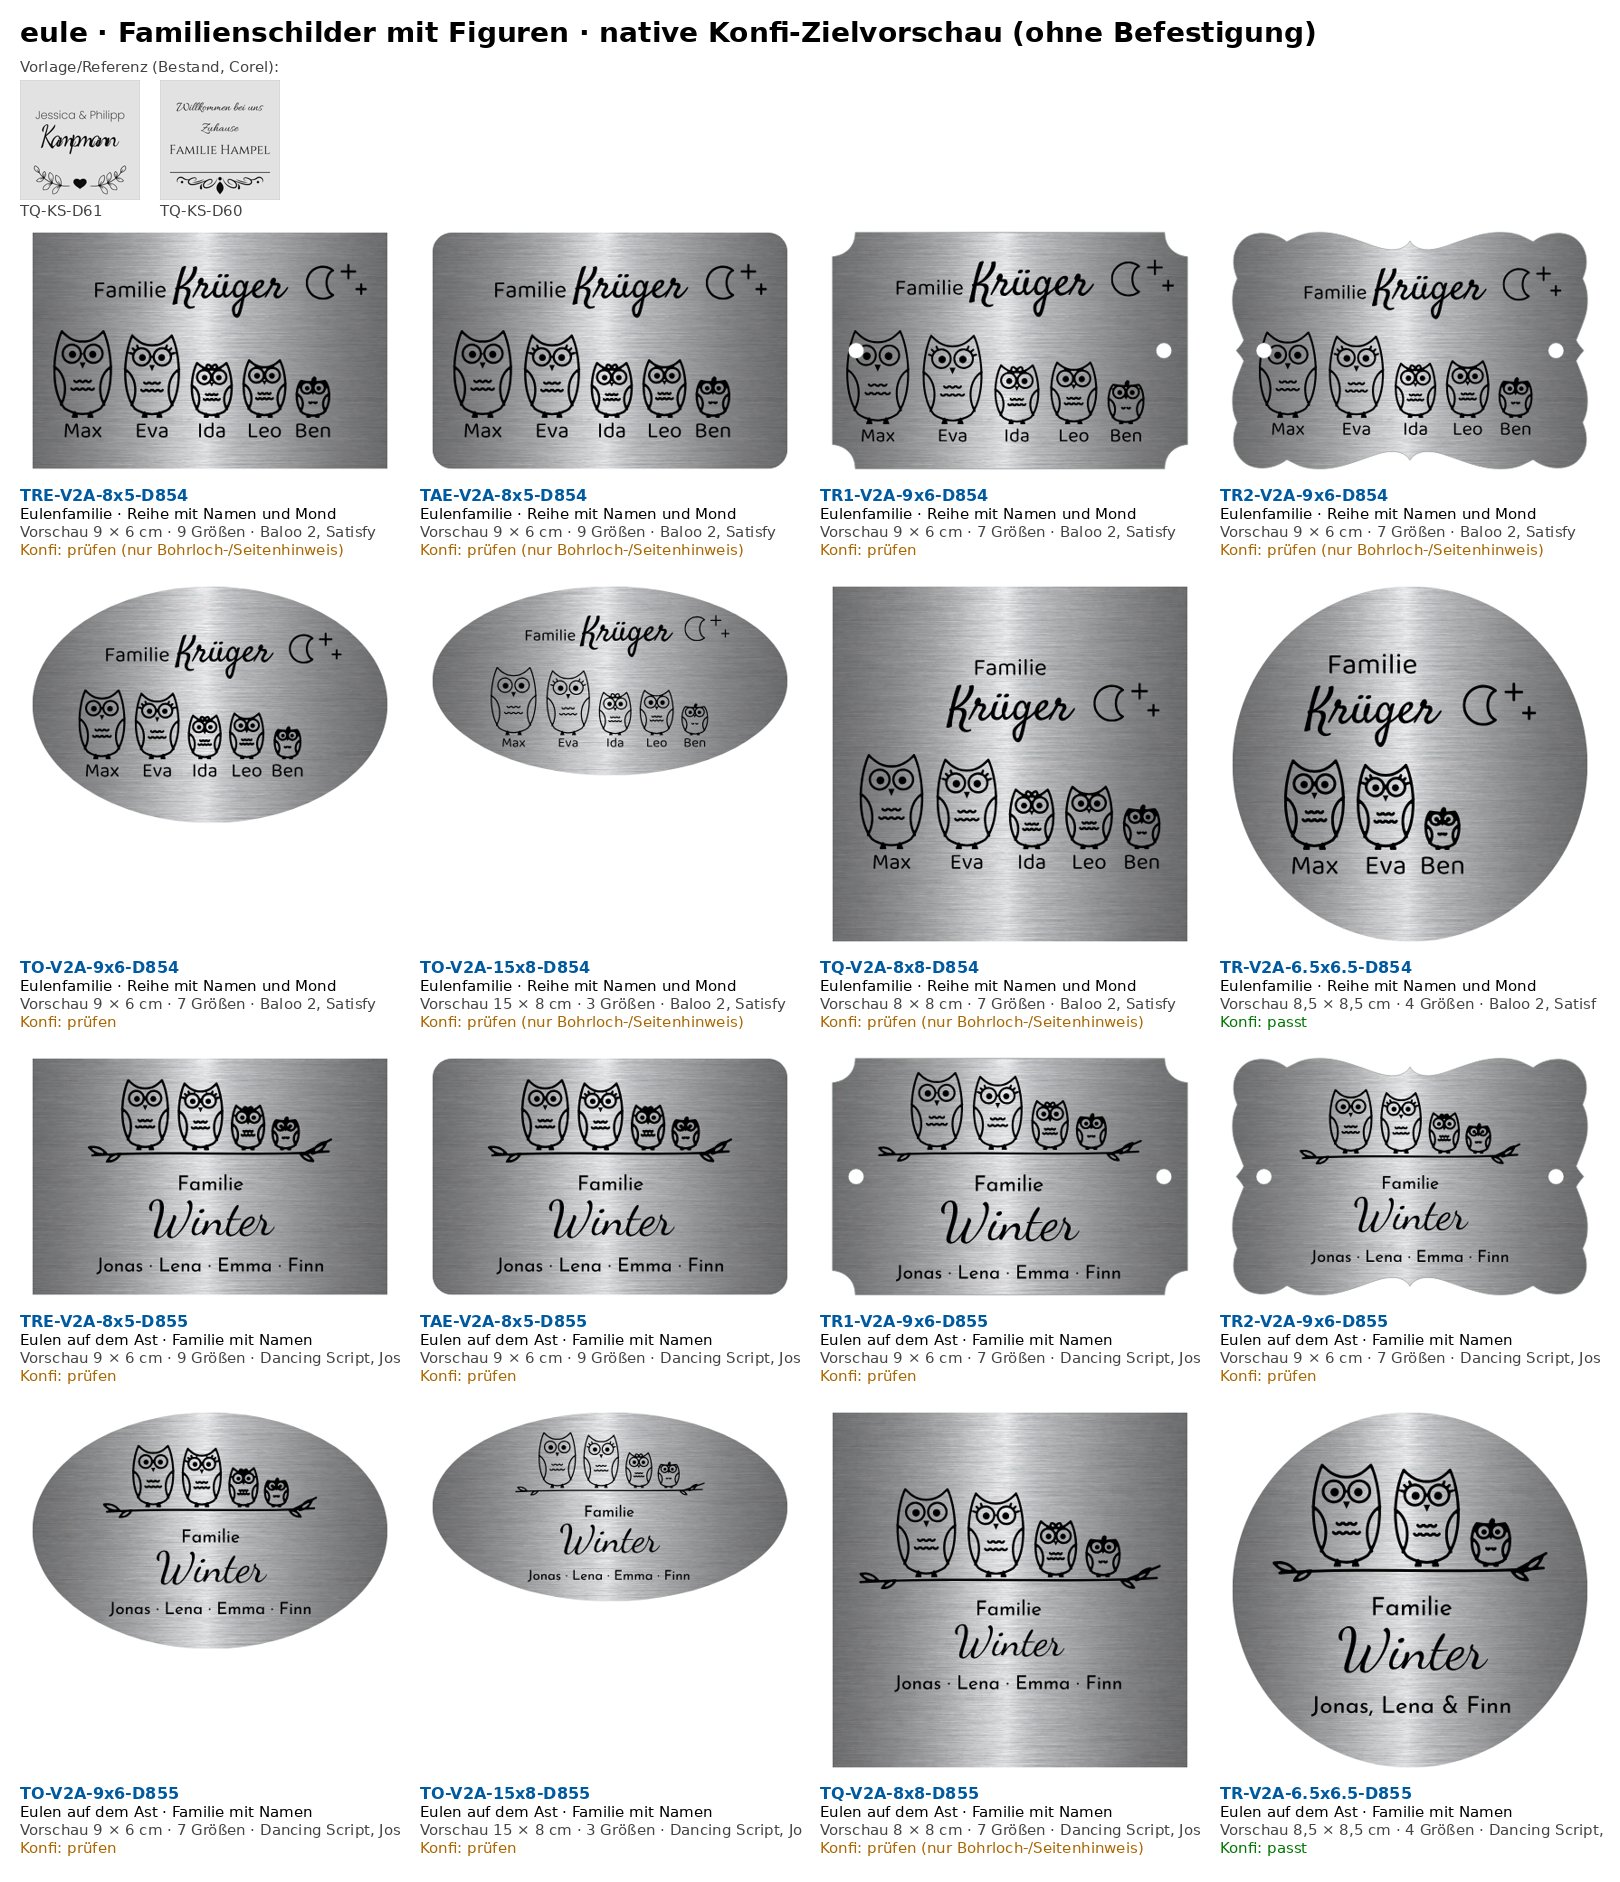 eule · Familienschilder mit Figuren · native Konfi-Zielvorschau (ohne Befestigung)
Vorlage/Referenz (Bestand, Corel):
Jessica & Philipp
Kampmann
TQ-KS-D61
Willkommen bei uns
Zuhause
FAMILIE HAMPEL
TQ-KS-D60
Familie Krüger
Max Eva Ida Leo Ben
TRE-V2A-8x5-D854
Eulenfamilie · Reihe mit Namen und Mond
Vorschau 9 × 6 cm · 9 Größen · Baloo 2, Satisfy
Konfi: prüfen (nur Bohrloch-/Seitenhinweis)
Familie Krüger
Max Eva Ida Leo Ben
TAE-V2A-8x5-D854
Eulenfamilie · Reihe mit Namen und Mond
Vorschau 9 × 6 cm · 9 Größen · Baloo 2, Satisfy
Konfi: prüfen (nur Bohrloch-/Seitenhinweis)
Familie Krüger
Max Eva Ida Leo Ben
TR1-V2A-9x6-D854
Eulenfamilie · Reihe mit Namen und Mond
Vorschau 9 × 6 cm · 7 Größen · Baloo 2, Satisfy
Konfi: prüfen
Familie Krüger
Max Eva Ida Leo Ben
TR2-V2A-9x6-D854
Eulenfamilie · Reihe mit Namen und Mond
Vorschau 9 × 6 cm · 7 Größen · Baloo 2, Satisfy
Konfi: prüfen (nur Bohrloch-/Seitenhinweis)
Familie Krüger
Max Eva Ida Leo Ben
TO-V2A-9x6-D854
Eulenfamilie · Reihe mit Namen und Mond
Vorschau 9 × 6 cm · 7 Größen · Baloo 2, Satisfy
Konfi: prüfen
Familie Krüger
Max Eva Ida Leo Ben
TO-V2A-15x8-D854
Eulenfamilie · Reihe mit Namen und Mond
Vorschau 15 × 8 cm · 3 Größen · Baloo 2, Satisfy
Konfi: prüfen (nur Bohrloch-/Seitenhinweis)
Familie
Krüger
Max Eva Ida Leo Ben
TQ-V2A-8x8-D854
Eulenfamilie · Reihe mit Namen und Mond
Vorschau 8 × 8 cm · 7 Größen · Baloo 2, Satisfy
Konfi: prüfen (nur Bohrloch-/Seitenhinweis)
Familie
Krüger
Max Eva Ben
TR-V2A-6.5x6.5-D854
Eulenfamilie · Reihe mit Namen und Mond
Vorschau 8,5 × 8,5 cm · 4 Größen · Baloo 2, Satisf
Konfi: passt
Familie
Winter
Jonas · Lena · Emma · Finn
TRE-V2A-8x5-D855
Eulen auf dem Ast · Familie mit Namen
Vorschau 9 × 6 cm · 9 Größen · Dancing Script, Jos
Konfi: prüfen
Familie
Winter
Jonas · Lena · Emma · Finn
TAE-V2A-8x5-D855
Eulen auf dem Ast · Familie mit Namen
Vorschau 9 × 6 cm · 9 Größen · Dancing Script, Jos
Konfi: prüfen
Familie
Winter
Jonas · Lena · Emma · Finn
TR1-V2A-9x6-D855
Eulen auf dem Ast · Familie mit Namen
Vorschau 9 × 6 cm · 7 Größen · Dancing Script, Jos
Konfi: prüfen
Familie
Winter
Jonas · Lena · Emma · Finn
TR2-V2A-9x6-D855
Eulen auf dem Ast · Familie mit Namen
Vorschau 9 × 6 cm · 7 Größen · Dancing Script, Jos
Konfi: prüfen
Familie
Winter
Jonas · Lena · Emma · Finn
TO-V2A-9x6-D855
Eulen auf dem Ast · Familie mit Namen
Vorschau 9 × 6 cm · 7 Größen · Dancing Script, Jos
Konfi: prüfen
Familie
Winter
Jonas · Lena · Emma · Finn
TO-V2A-15x8-D855
Eulen auf dem Ast · Familie mit Namen
Vorschau 15 × 8 cm · 3 Größen · Dancing Script, Jo
Konfi: prüfen
Familie
Winter
Jonas · Lena · Emma · Finn
TQ-V2A-8x8-D855
Eulen auf dem Ast · Familie mit Namen
Vorschau 8 × 8 cm · 7 Größen · Dancing Script, Jos
Konfi: prüfen (nur Bohrloch-/Seitenhinweis)
Familie
Winter
Jonas, Lena & Finn
TR-V2A-6.5x6.5-D855
Eulen auf dem Ast · Familie mit Namen
Vorschau 8,5 × 8,5 cm · 4 Größen · Dancing Script,
Konfi: passt